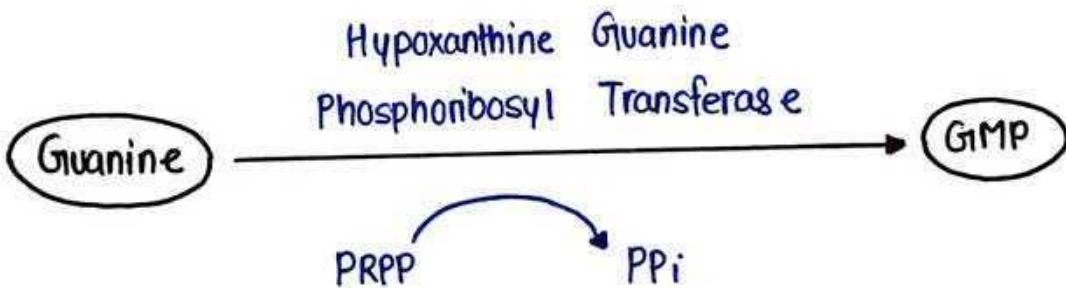 Hypoxanthine Guanine
Phosphoribosyl Transferase
Guanine
GMP
PRPP
PPi